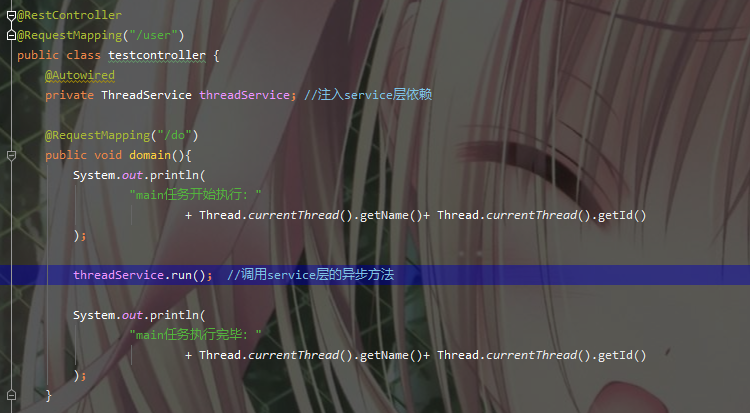 @RestController
@RequestMapping("/user")
public class testcontroller {
@Autowired
private ThreadService threadService; //注入service层依赖
@RequestMapping("/do")
public void domain(){
System.out.println(
"main任务开始执行: "
+ Thread.currentThread().getName()+ Thread.currentThread().getId()
);
threadService.run(); //调用service层的异步方法
System.out.println(
"main任务执行完毕: "
+ Thread.currentThread().getName()+ Thread.currentThread().getId()
);
}